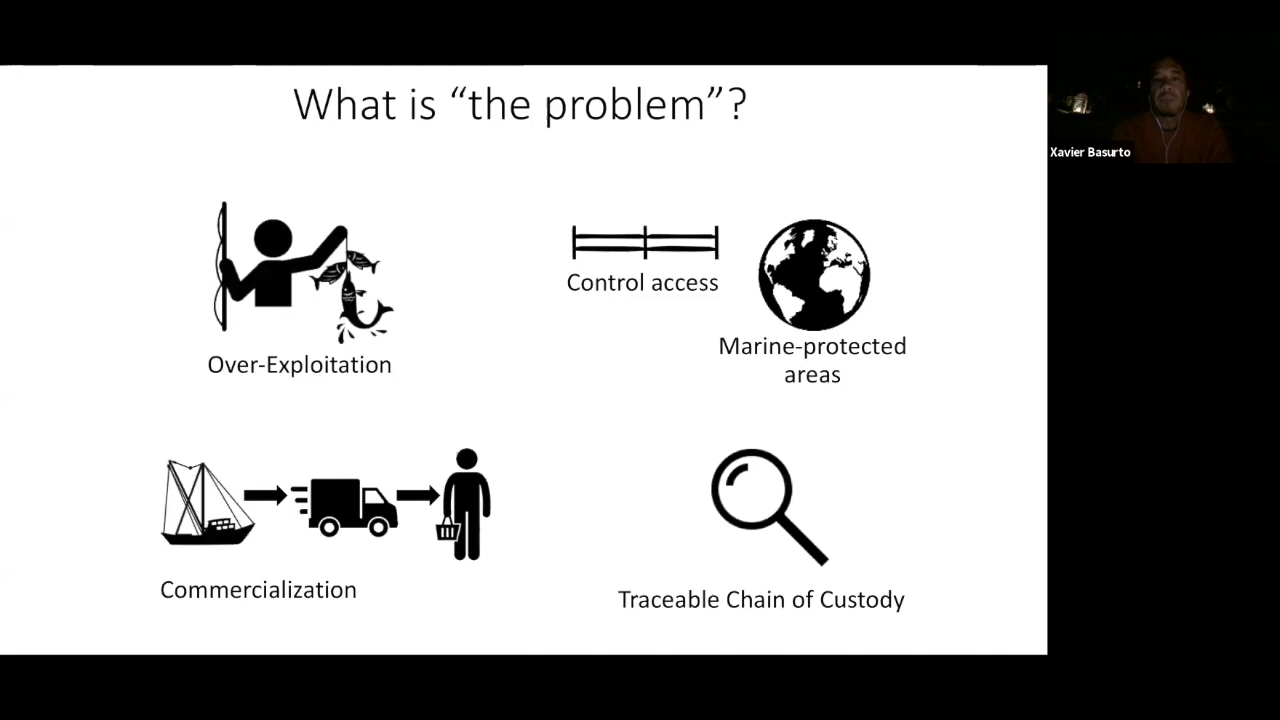 What is “the problem”?
Xavier Basurto
Control access
Marine-protected
areas
Over-Exploitation
Commercialization
Traceable Chain of Custody